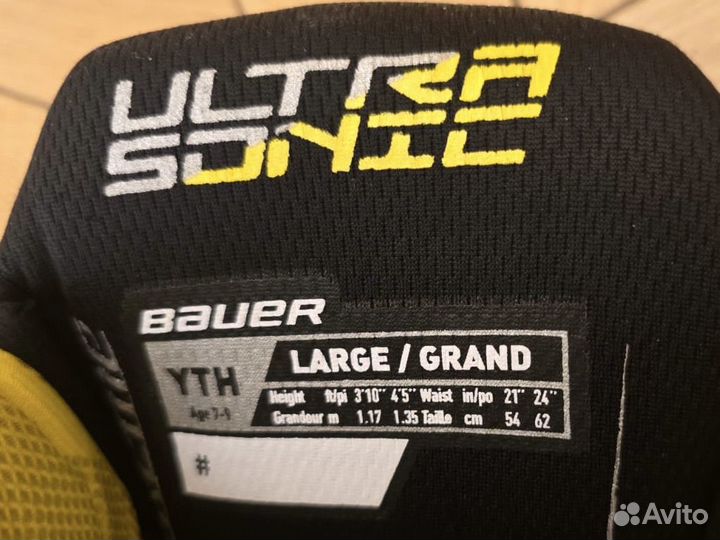 ULTRA
SONIC
BAUER
YTH
Age 7-9
LARGE / GRAND
Height ft/pi 3'10" 4'5" Waist in/po 21" 24"
Grandeur m 1.17 1.35 Taille cm 54 62
#
Avito